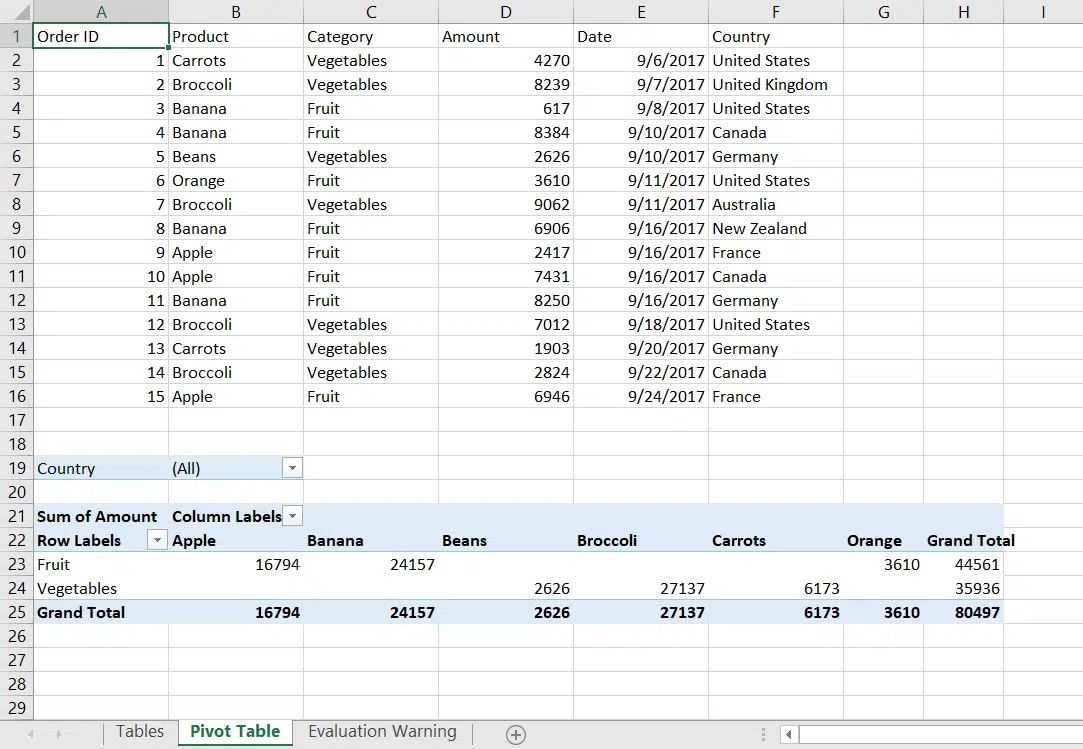 A B C D E F G H I
1 Order ID Product Category Amount Date Country
2 1 Carrots Vegetables 4270 9/6/2017 United States
3 2 Broccoli Vegetables 8239 9/7/2017 United Kingdom
4 3 Banana Fruit 617 9/8/2017 United States
5 4 Banana Fruit 8384 9/10/2017 Canada
6 5 Beans Vegetables 2626 9/10/2017 Germany
7 6 Orange Fruit 3610 9/11/2017 United States
8 7 Broccoli Vegetables 9062 9/11/2017 Australia
9 8 Banana Fruit 6906 9/16/2017 New Zealand
10 9 Apple Fruit 2417 9/16/2017 France
11 10 Apple Fruit 7431 9/16/2017 Canada
12 11 Banana Fruit 8250 9/16/2017 Germany
13 12 Broccoli Vegetables 7012 9/18/2017 United States
14 13 Carrots Vegetables 1903 9/20/2017 Germany
15 14 Broccoli Vegetables 2824 9/22/2017 Canada
16 15 Apple Fruit 6946 9/24/2017 France
17
18
19 Country (All)
20
21 Sum of Amount Column Labels
22 Row Labels Apple Banana Beans Broccoli Carrots Orange Grand Total
23 Fruit 16794 24157 3610 44561
24 Vegetables 2626 27137 6173 35936
25 Grand Total 16794 24157 2626 27137 6173 3610 80497
26
27
28
29
Tables Pivot Table Evaluation Warning